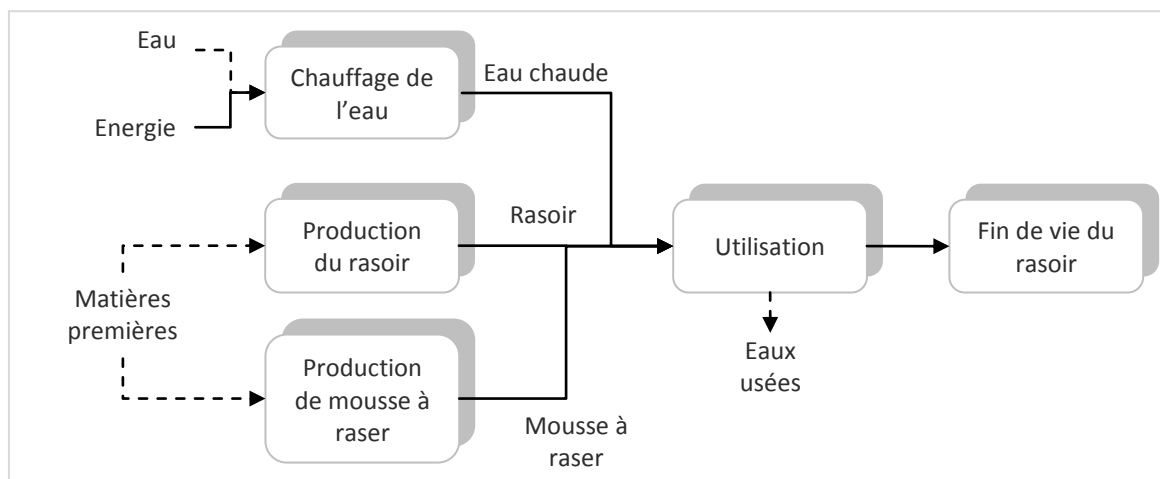 Eau
Energie
Chauffage de
l’eau
Eau chaude
Production
du rasoir
Rasoir
Matières
premières
Production
de mousse à
raser
Mousse à
raser
Utilisation
Eaux
usées
Fin de vie du
rasoir